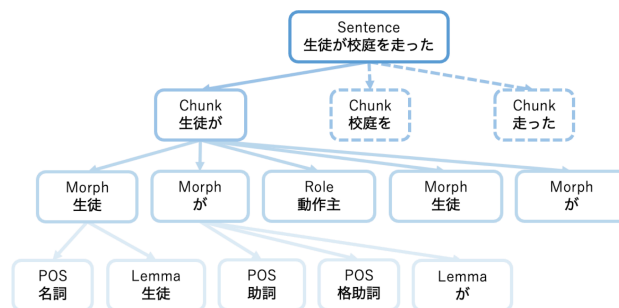 Sentence
生徒が校庭を走った
Chunk
生徒が
Chunk
校庭を
Chunk
走った
Morph
生徒
Morph
が
Role
動作主
Morph
生徒
Morph
が
POS
名詞
Lemma
生徒
POS
助詞
POS
格助詞
Lemma
が